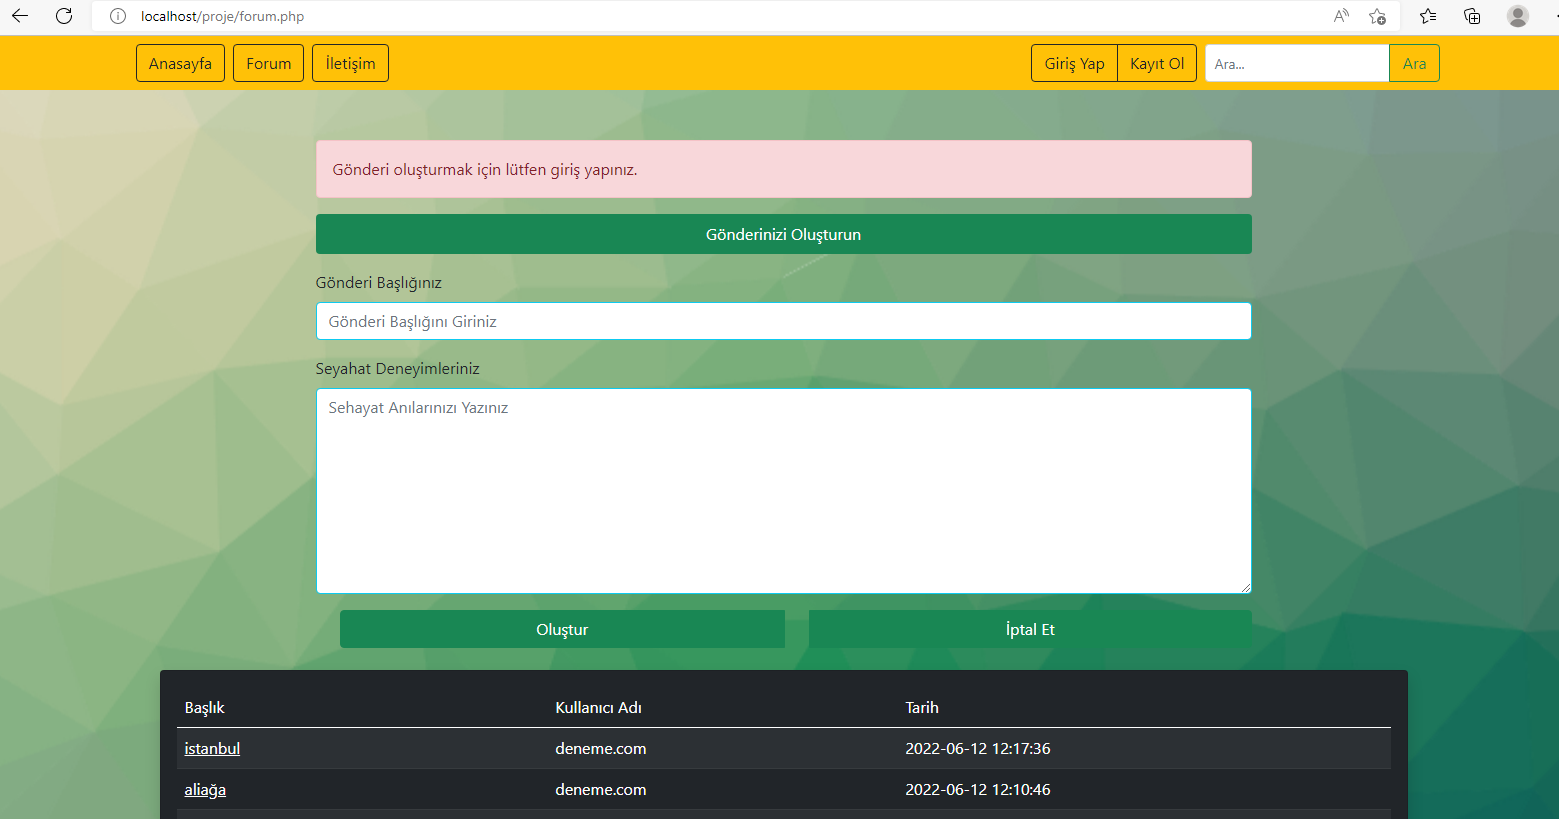 localhost/proje/forum.php
Anasayfa Forum İletişim Giriş Yap Kayıt Ol Ara... Ara
Gönderi oluşturmak için lütfen giriş yapınız.
Gönderinizi Oluşturun
Gönderi Başlığınız
Gönderi Başlığını Giriniz
Seyahat Deneyimleriniz
Sehayat Anılarınızı Yazınız
Oluştur İptal Et
Başlık Kullanıcı Adı Tarih
istanbul deneme.com 2022-06-12 12:17:36
aliağa deneme.com 2022-06-12 12:10:46